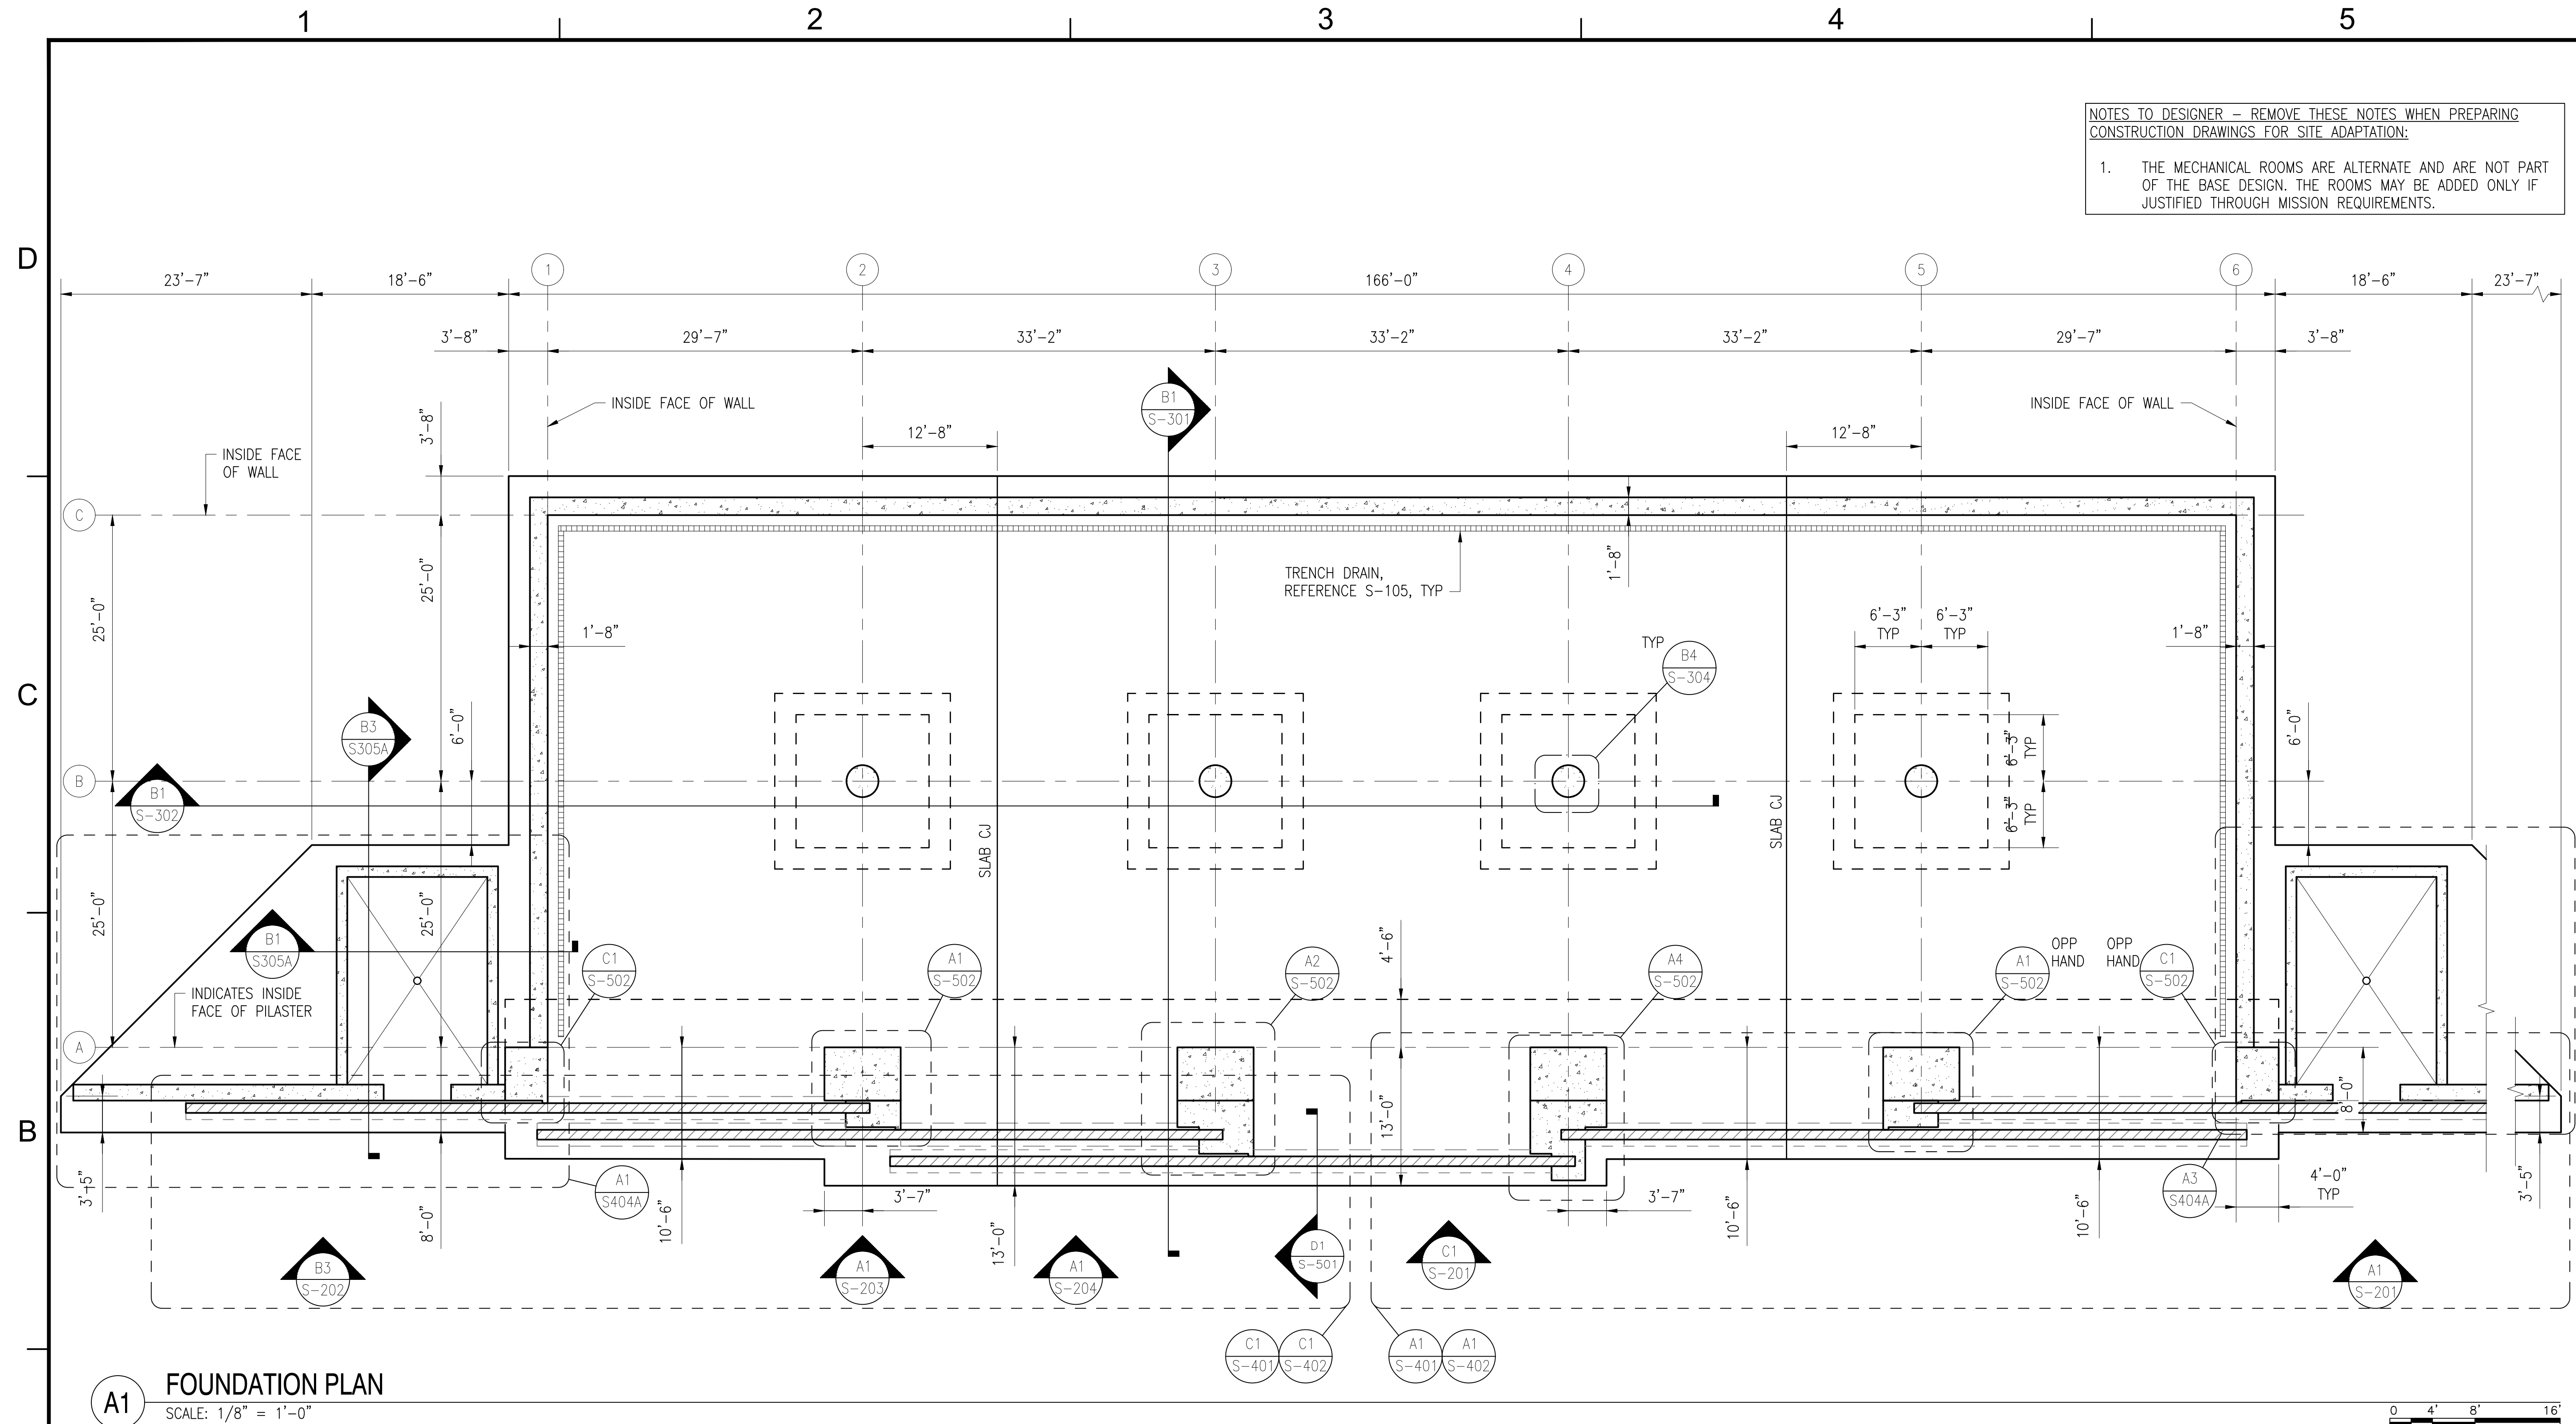 1 2 3 4 5
NOTES TO DESIGNER – REMOVE THESE NOTES WHEN PREPARING
CONSTRUCTION DRAWINGS FOR SITE ADAPTATION:
1. THE MECHANICAL ROOMS ARE ALTERNATE AND ARE NOT PART
OF THE BASE DESIGN. THE ROOMS MAY BE ADDED ONLY IF
JUSTIFIED THROUGH MISSION REQUIREMENTS.
D
1 2 3 4 5 6
23'-7" 18'-6" 166'-0" 18'-6" 23'-7"
3'-8" 29'-7" 33'-2" 33'-2" 33'-2" 29'-7" 3'-8"
B1
S-301
INSIDE FACE OF WALL
INSIDE FACE OF WALL
3'-8"
12'-8" 12'-8"
INSIDE FACE
OF WALL
C
25'-0"
25'-0"
1'-8"
TRENCH DRAIN,
REFERENCE S-105, TYP
1'-8"
1'-8"
6'-3" 6'-3"
TYP TYP
TYP
B4
S-304
C
B3
S305A
6'-0"
6'-0"
6'-3"
TYP
6'-3"
TYP
B
B1
S-302
SLAB CJ
SLAB CJ
25'-0"
25'-0"
B1
S305A
4'-6"
C1
S-502
A1
S-502
A2
S-502
A4
S-502
A1
S-502
OPP
HAND
OPP
HAND
C1
S-502
INDICATES INSIDE
FACE OF PILASTER
A
B
13'-0"
8'-0"
3'-5"
A1
S404A
8'-0"
10'-6"
3'-7"
13'-0"
3'-7"
10'-6"
10'-6"
A3
S404A
4'-0"
TYP
3'-5"
B3
S-202
A1
S-203
A1
S-204
D1
S-501
C1
S-201
A1
S-201
C1
S-401
C1
S-402
A1
S-401
A1
S-402
A1
FOUNDATION PLAN
SCALE: 1/8" = 1'-0"
0 4' 8' 16'